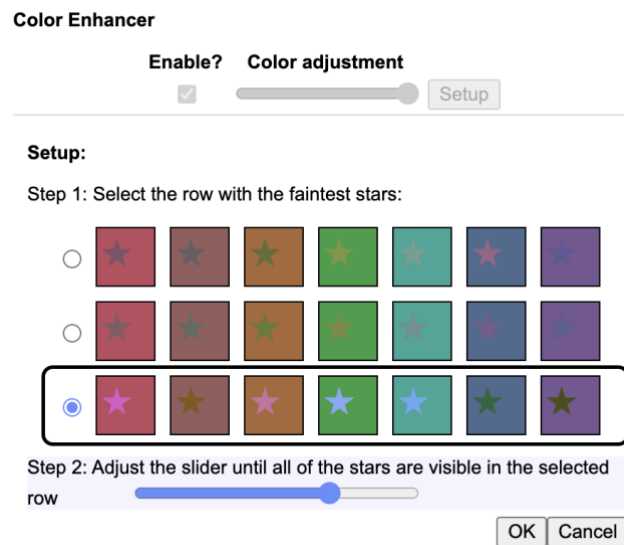 Color Enhancer
Enable? Color adjustment
Setup
Setup:
Step 1: Select the row with the faintest stars:
Step 2: Adjust the slider until all of the stars are visible in the selected
row
OK Cancel